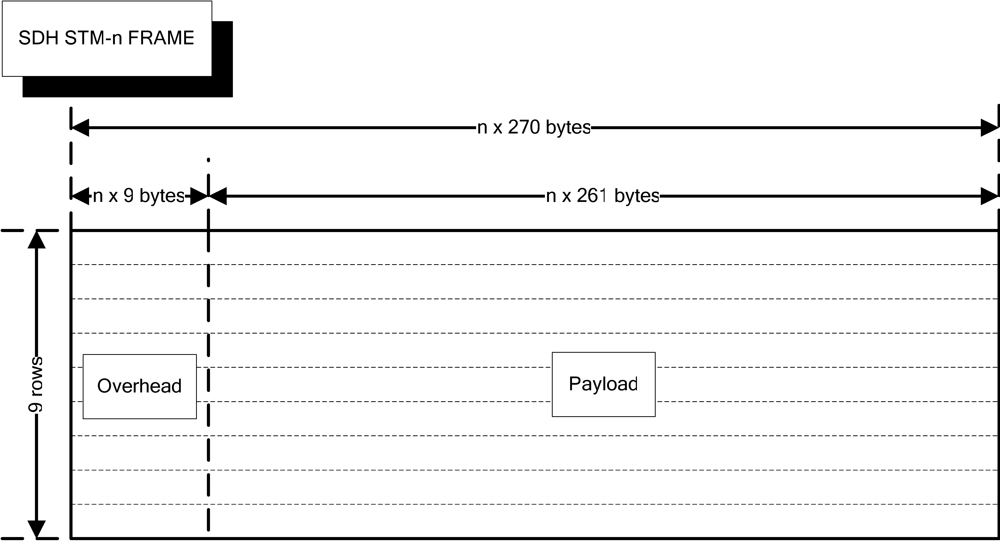 SDH STM-n FRAME
n x 270 bytes
n x 9 bytes
n x 261 bytes
9 rows
Overhead
Payload